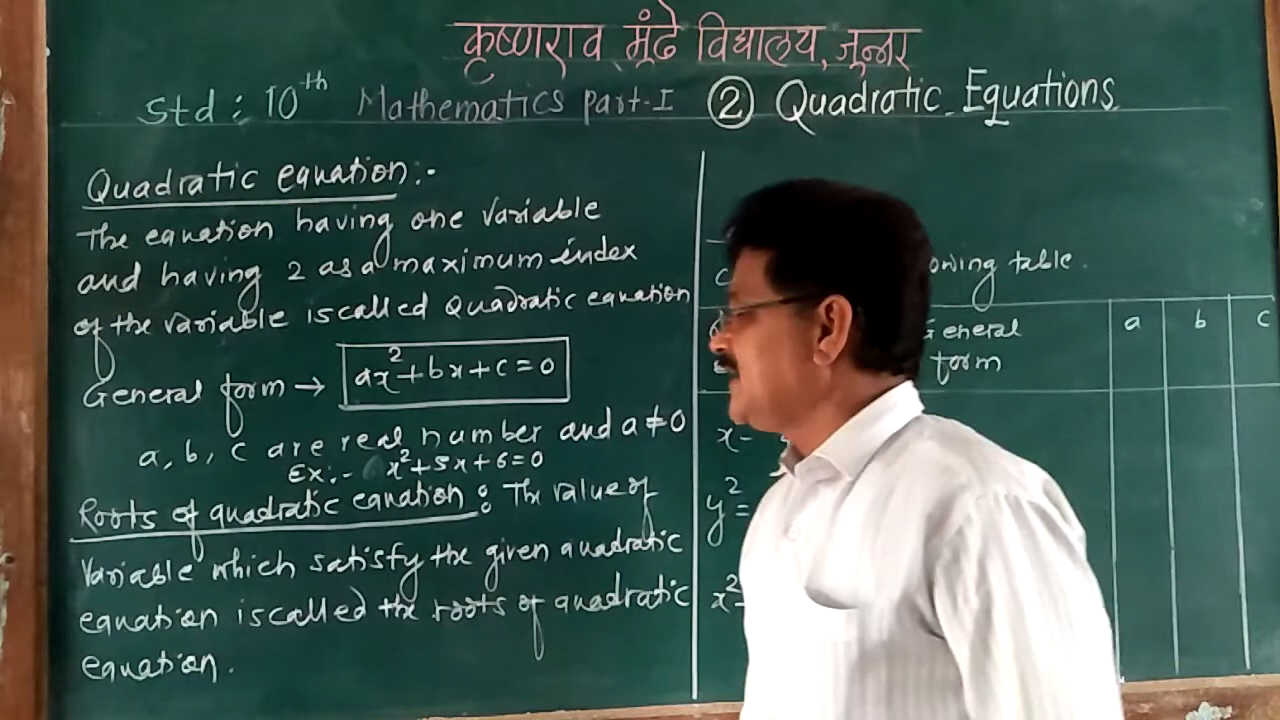 कृष्णराव मुंढे विद्यालय, जुन्नर
Std : 10th Mathematics part-I ② Quadratic Equations
Quadratic equation :-
The equation having one variable
and having 2 as a maximum index
of the variable is called Quadratic equation
General form → ax²+bx+c=0
a, b, c are real number and a≠0
Ex:- x²+5x+6=0
Roots of quadratic equation : The value of
variable which satisfy the given quadratic
equation is called the roots of quadratic
equation.
table.
General
form
a b c
y²=
x²-